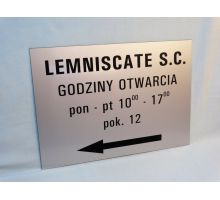 LEMNISCATE S.C.
GODZINY OTWARCIA
pon - pt 10⁰⁰ - 17⁰⁰
pok. 12